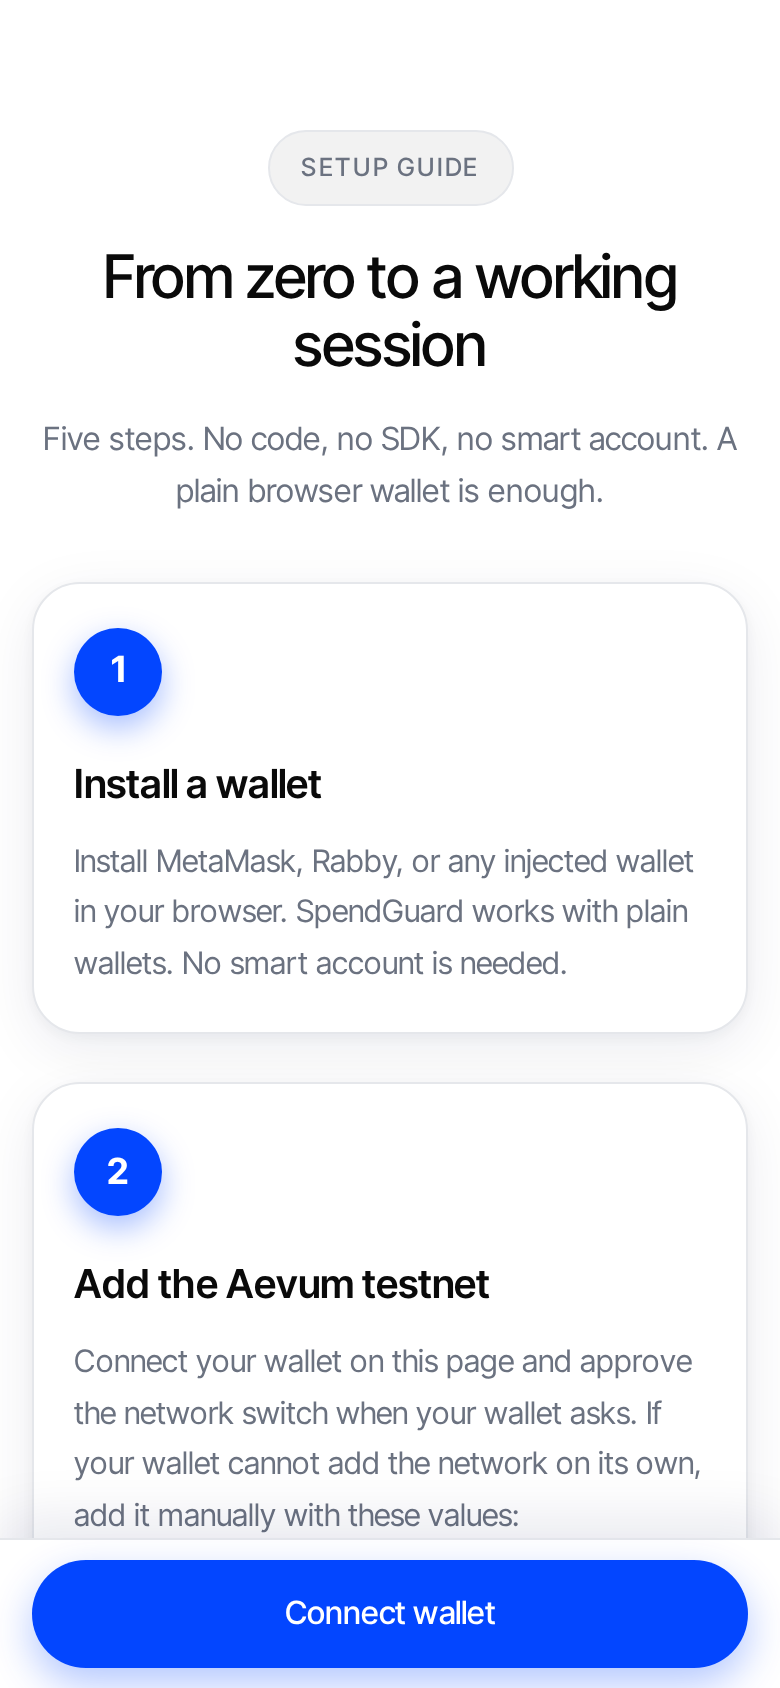 SETUP GUIDE
From zero to a working
session
Five steps. No code, no SDK, no smart account. A
plain browser wallet is enough.
1
Install a wallet
Install MetaMask, Rabby, or any injected wallet
in your browser. SpendGuard works with plain
wallets. No smart account is needed.
2
Add the Aevum testnet
Connect your wallet on this page and approve
the network switch when your wallet asks. If
your wallet cannot add the network on its own,
add it manually with these values:
Connect wallet